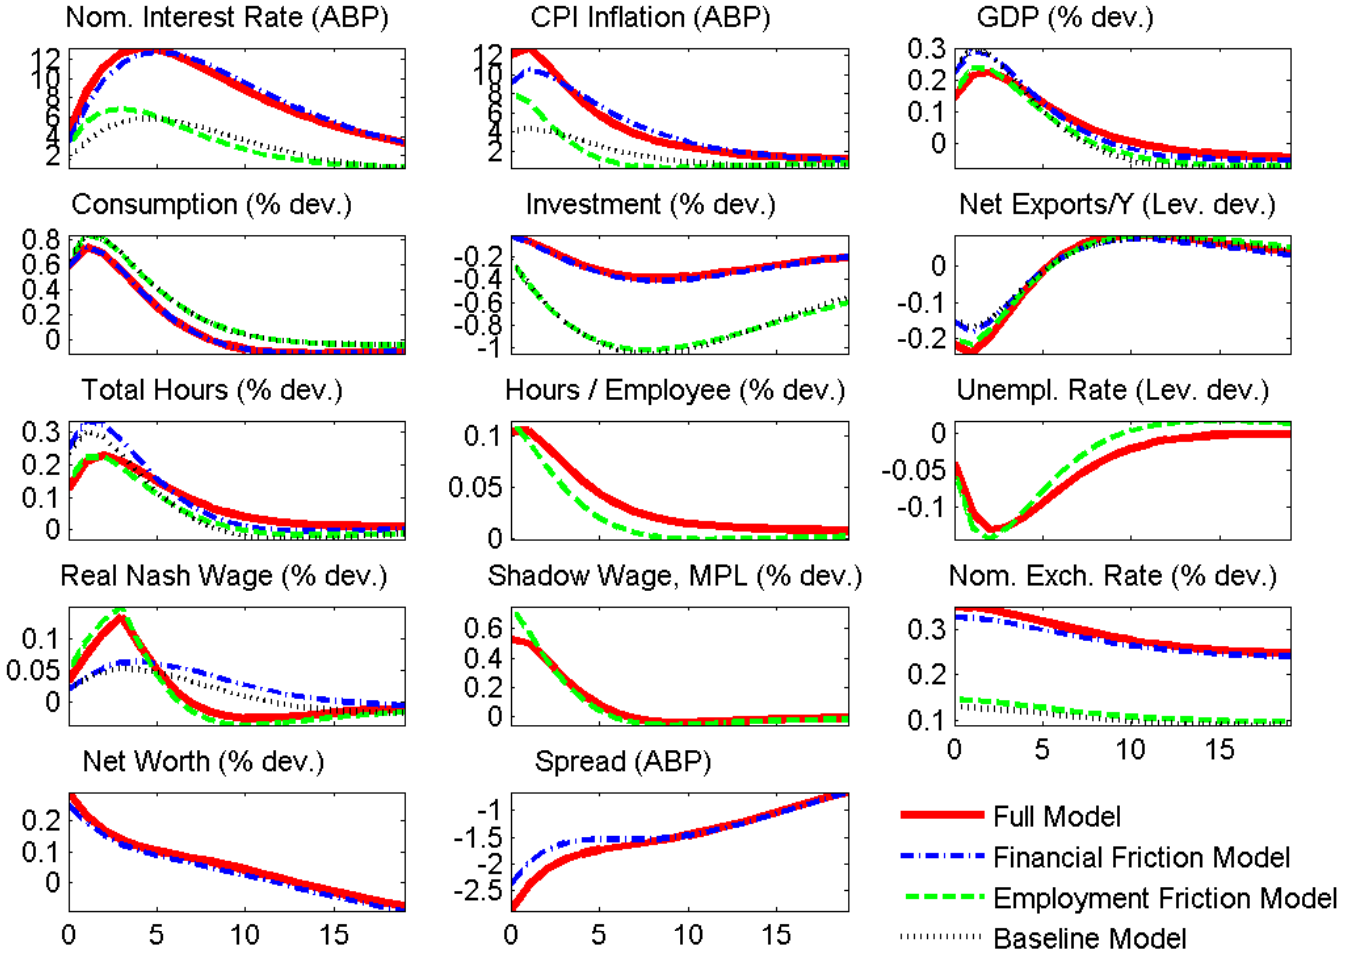 Nom. Interest Rate (ABP) CPI Inflation (ABP) GDP (% dev.)
12 12 0.3
10 10 0.2
8 8 0.1
6 6 0
4 4
2 2
Consumption (% dev.) Investment (% dev.) Net Exports/Y (Lev. dev.)
0.8 -0.2 0
0.6 -0.4 -0.1
0.4 -0.6 -0.2
0.2 -0.8
0 -1
Total Hours (% dev.) Hours / Employee (% dev.) Unempl. Rate (Lev. dev.)
0.3 0.1 0
0.2 0.05 -0.05
0.1 0 -0.1
0
Real Nash Wage (% dev.) Shadow Wage, MPL (% dev.) Nom. Exch. Rate (% dev.)
0.1 0.6 0.3
0.05 0.4 0.2
0 0.2 0.1
0
0 5 10 15
Net Worth (% dev.) Spread (ABP)
0.2 -1
0.1 -1.5
0 -2
-2.5
0 5 10 15 0 5 10 15
Full Model
Financial Friction Model
Employment Friction Model
Baseline Model